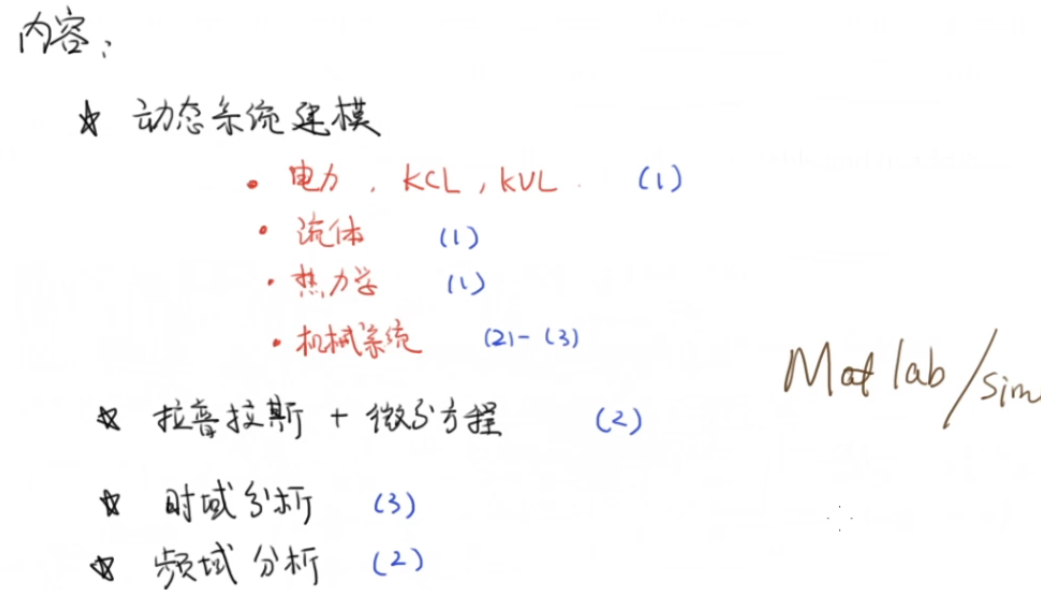 内容：
☆ 动态系统建模
• 电力，KCL，KVL (1)
• 流体 (1)
• 热力学 (1)
• 机械系统 (2)-(3)
Matlab/sim
☆ 拉普拉斯 + 微分方程 (2)
☆ 时域分析 (3)
☆ 频域分析 (2)